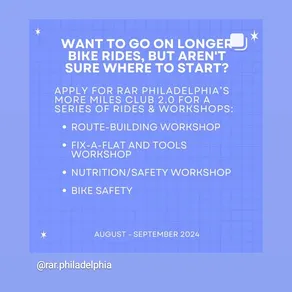 WANT TO GO ON LONGER
BIKE RIDES, BUT AREN'T
SURE WHERE TO START?
APPLY FOR RAR PHILADELPHIA'S
MORE MILES CLUB 2.0 FOR A
SERIES OF RIDES & WORKSHOPS:
• ROUTE-BUILDING WORKSHOP
• FIX-A-FLAT AND TOOLS
WORKSHOP
• NUTRITION/SAFETY WORKSHOP
• BIKE SAFETY
AUGUST - SEPTEMBER 2024
@rar.philadelphia